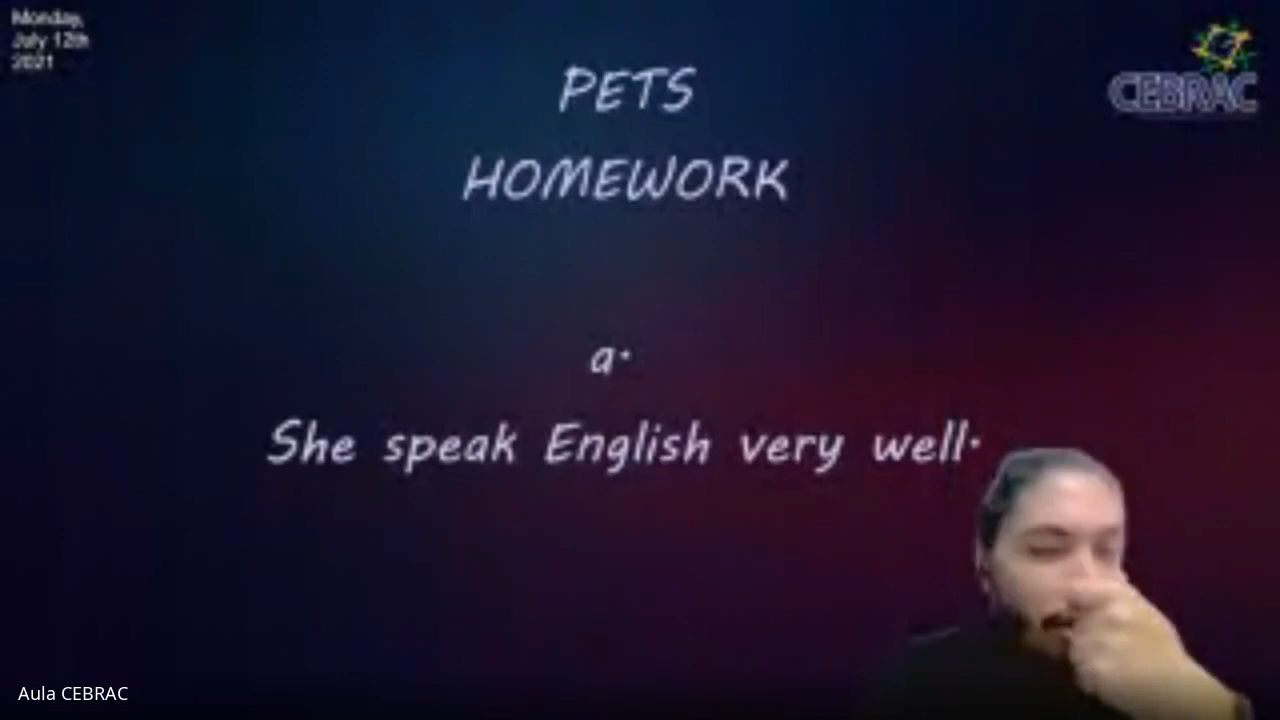 Monday,
July 12th
2021
CEBRAC
PETS
HOMEWORK
a.
She speak English very well.
Aula CEBRAC